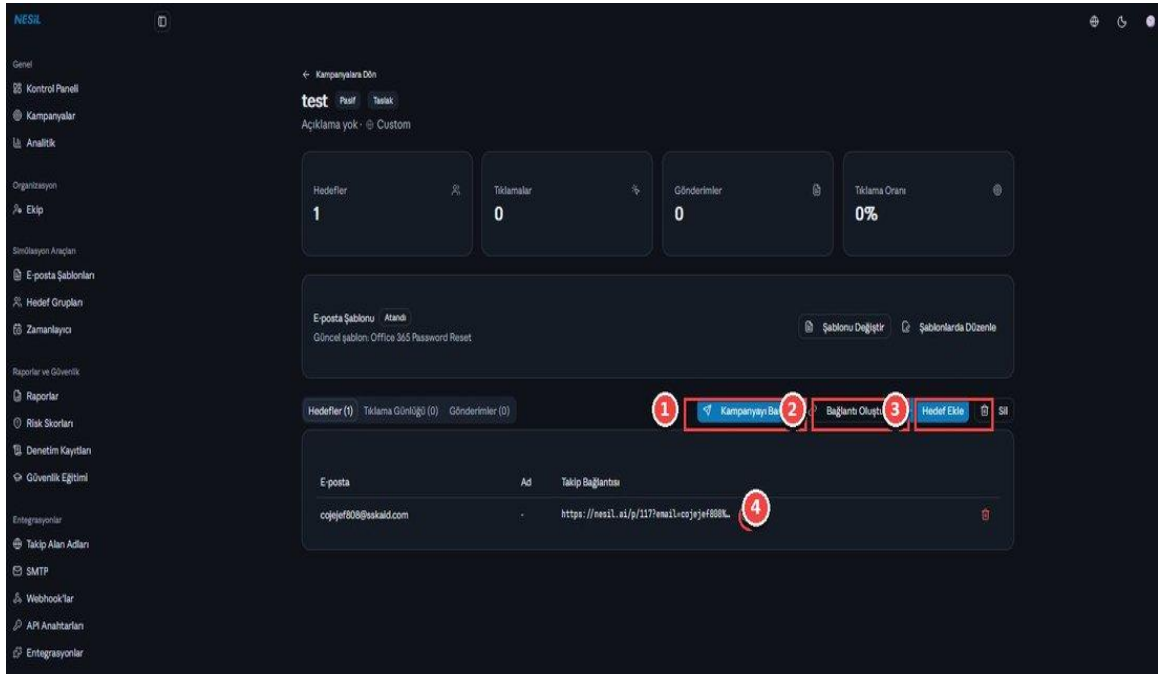 NESİL
Genel
Kontrol Paneli
Kampanyalar
Analitik
Organizasyon
Ekip
Simülasyon Araçları
E-posta Şablonları
Hedef Grupları
Zamanlayıcı
Raporlar ve Güvenlik
Raporlar
Risk Skorları
Denetim Kayıtları
Güvenlik Eğitimi
Entegrasyonlar
Takip Alan Adları
SMTP
Webhook'lar
API Anahtarları
Entegrasyonlar
← Kampanyalara Dön
test Pasif Taslak
Açıklama yok · Custom
Hedefler
1
Tıklamalar
0
Gönderimler
0
Tıklama Oranı
0%
E-posta Şablonu Atandı
Güncel şablon: Office 365 Password Reset
Şablonu Değiştir Şablonlarda Düzenle
Hedefler (1) Tıklama Günlüğü (0) Gönderimler (0)
1 Kampanyayı 2 Bağlantı 3 Hedef Ekle Sil
E-posta Ad Takip Bağlantısı
cojejef808@sskaid.com - https://nesil.ai/p/117?email=cojejef808%… 4